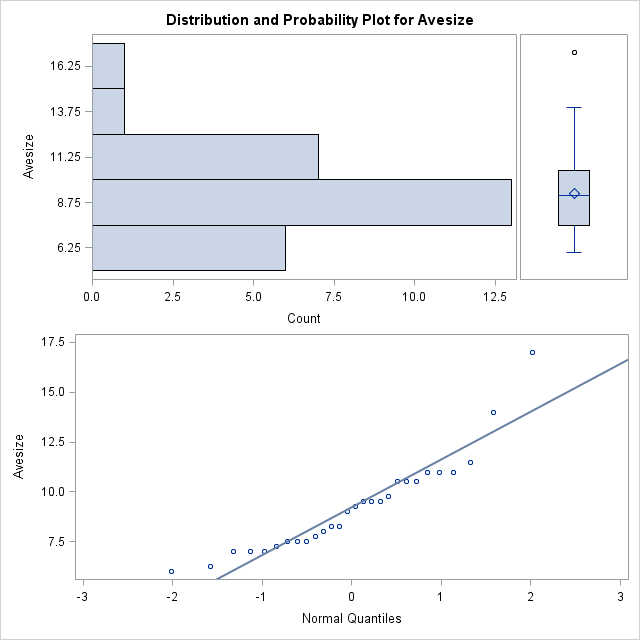 Distribution and Probability Plot for Avesize
Avesize
16.25
13.75
11.25
8.75
6.25
0.0 2.5 5.0 7.5 10.0 12.5
Count
Avesize
17.5
15.0
12.5
10.0
7.5
-3 -2 -1 0 1 2 3
Normal Quantiles